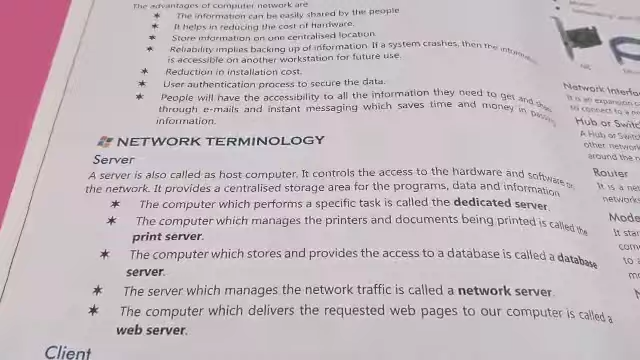 The advantages of computer network are
* The information can be easily shared by the people.
* It helps in reducing the cost of hardware.
* Store information on one centralised location.
* Reliability implies backing up of information. If a system crashes, then the
is accessible on another workstation for future use.
* Reduction in installation cost.
* User authentication process to secure the data.
* People will have the accessibility to all the information they need to get and
through e-mails and instant messaging which saves time and money in passing
information.
NETWORK TERMINOLOGY
Server
A server is also called as host computer. It controls the access to the hardware and software
the network. It provides a centralised storage area for the programs, data and information
* The computer which performs a specific task is called the dedicated server.
* The computer which manages the printers and documents being printed is called the
print server.
* The computer which stores and provides the access to a database is called a database
server.
* The server which manages the network traffic is called a network server.
* The computer which delivers the requested web pages to our computer is called a
web server.
Client
NIC
Network
It is an expansion
to connect to a
Hub or
A Hub or
other
around the
Router
It is a
networks
It